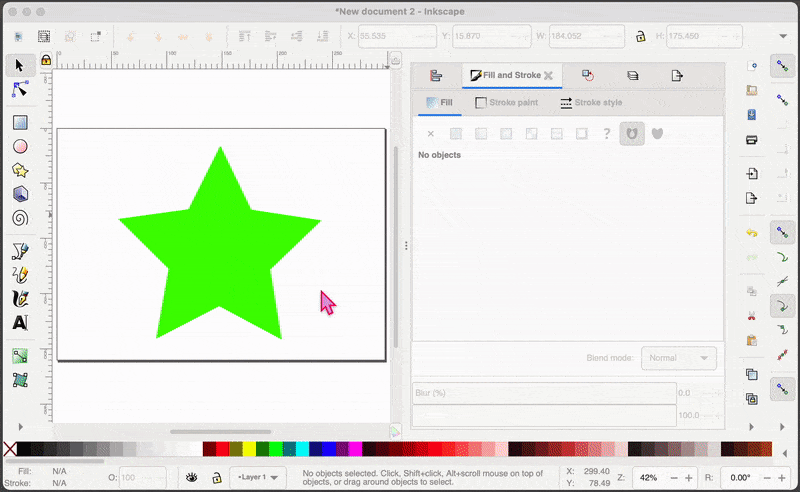 *New document 2 - Inkscape
X: 55.535 Y: 15.870 W: 184.052 H: 175.450
Fill and Stroke
Fill Stroke paint Stroke style
?
No objects
A
Blend mode: Normal
Blur (%) 0.0
100.0
Fill: N/A
Stroke: N/A
O: 100
•Layer 1
No objects selected. Click, Shift+click, Alt+scroll mouse on top of
objects, or drag around objects to select.
X: 299.40
Y: 78.49
Z: 42%
R: 0.00°